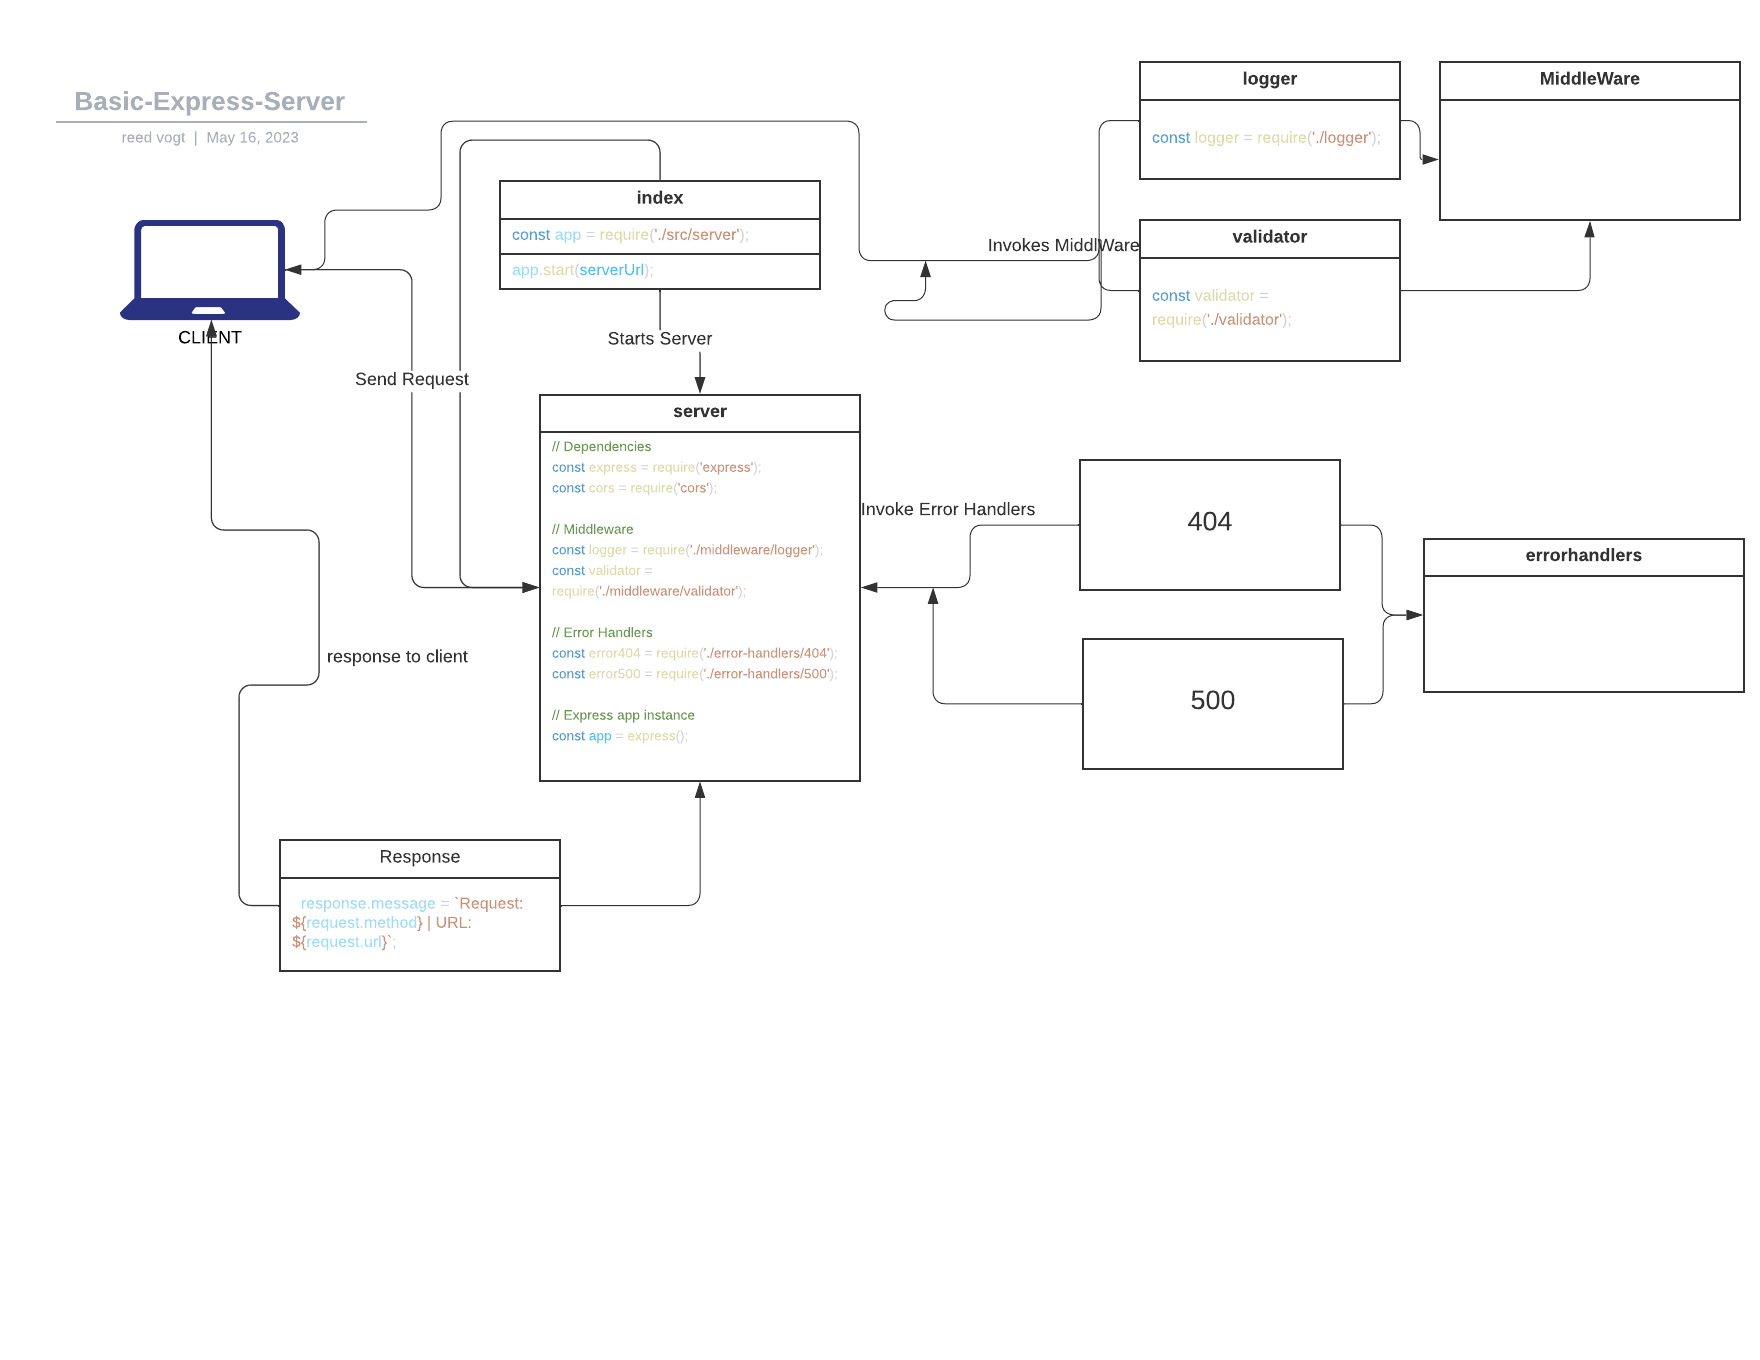 Basic-Express-Server
reed vogt | May 16, 2023
CLIENT
index
const app = require('./src/server');
app.start(serverUrl);
Starts Server
Send Request
Invokes MiddlWare
logger
const logger = require('./logger');
MiddleWare
validator
const validator =
require('./validator');
server
// Dependencies
const express = require('express');
const cors = require('cors');
// Middleware
const logger = require('./middleware/logger');
const validator =
require('./middleware/validator');
// Error Handlers
const error404 = require('./error-handlers/404');
const error500 = require('./error-handlers/500');
// Express app instance
const app = express();
Invoke Error Handlers
404
500
errorhandlers
response to client
Response
response.message = `Request:
${request.method} | URL:
${request.url}`;